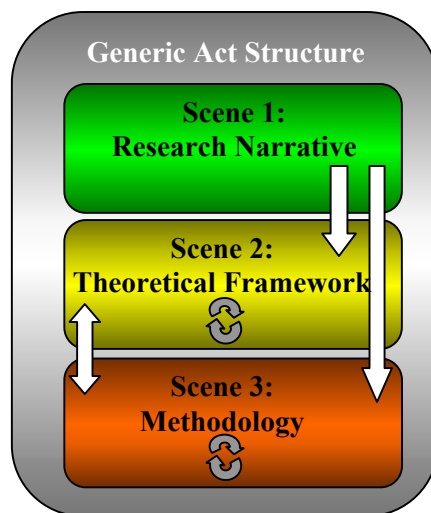 Generic Act Structure
Scene 1:
Research Narrative
Scene 2:
Theoretical Framework
Scene 3:
Methodology